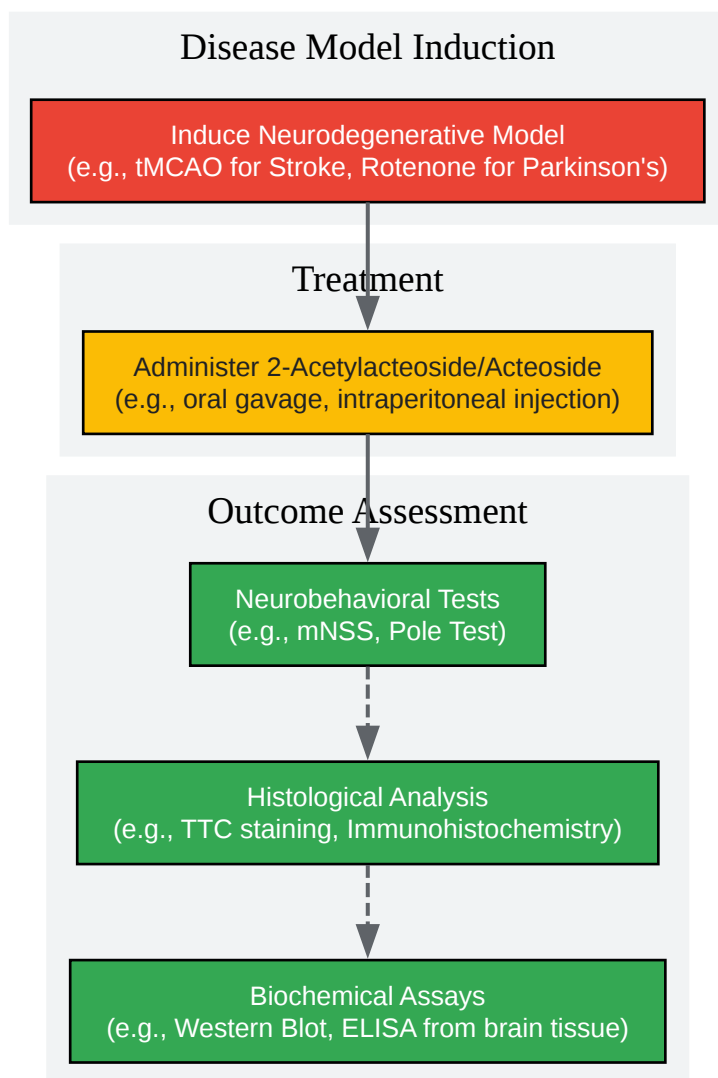 Disease Model Induction
Induce Neurodegenerative Model
(e.g., tMCAO for Stroke, Rotenone for Parkinson's)
Treatment
Administer 2-Acetylacteoside/Acteoside
(e.g., oral gavage, intraperitoneal injection)
Outcome Assessment
Neurobehavioral Tests
(e.g., mNSS, Pole Test)
Histological Analysis
(e.g., TTC staining, Immunohistochemistry)
Biochemical Assays
(e.g., Western Blot, ELISA from brain tissue)